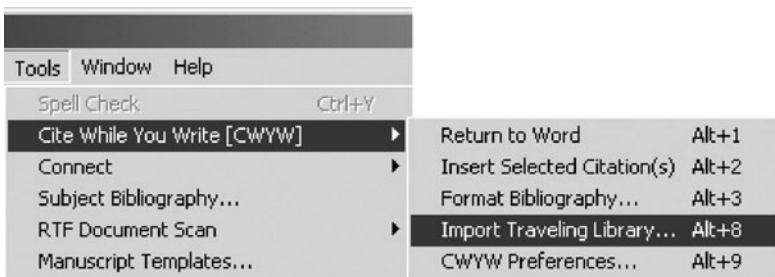 Tools Window Help
Spell Check Ctrl+Y
Cite While You Write [CWYW]
Connect
Subject Bibliography...
RTF Document Scan
Manuscript Templates...
Return to Word Alt+1
Insert Selected Citation(s) Alt+2
Format Bibliography... Alt+3
Import Traveling Library... Alt+8
CWYW Preferences... Alt+9